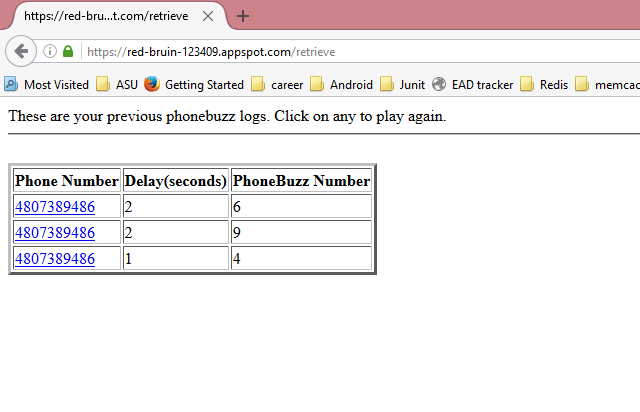 https://red-bru...t.com/retrieve
https://red-bruin-123409.appspot.com/retrieve
Most Visited ASU Getting Started career Android Junit EAD tracker Redis memcac
These are your previous phonebuzz logs. Click on any to play again.
Phone Number Delay(seconds) PhoneBuzz Number
4807389486 2 6
4807389486 2 9
4807389486 1 4